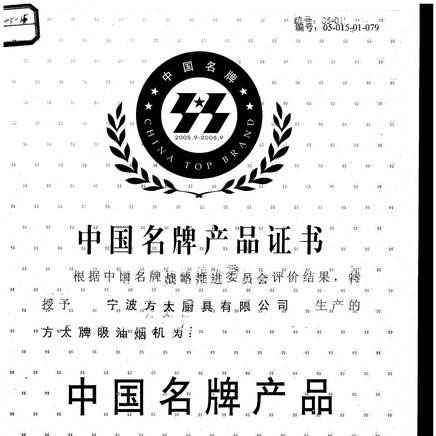 编号：05-015-01-079
中国名牌
2005.9-2008.9
CHINA TOP BRAND
中国名牌产品证书
根据中国名牌战略推进委员会评价结果，特
授予 宁波方太厨具有限公司 生产的
方太牌吸油烟机为：
中国名牌产品